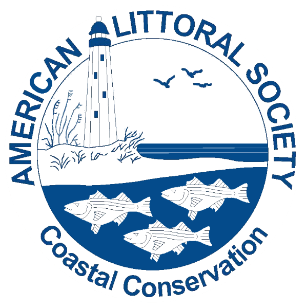 AMERICAN LITTORAL SOCIETY
Coastal Conservation